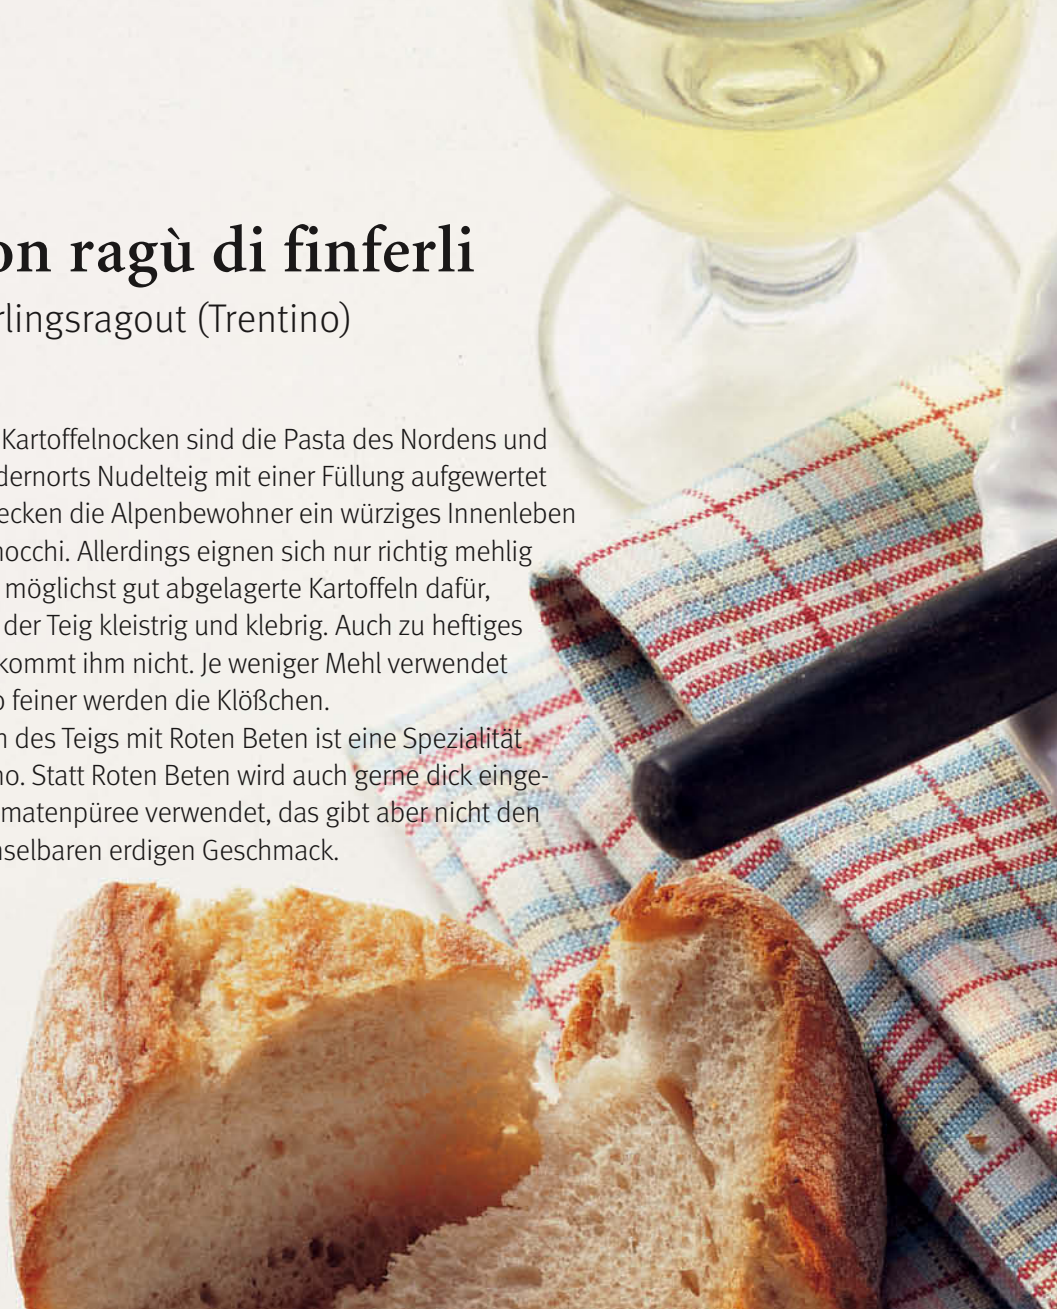 on ragù di finferli
rlingsragout (Trentino)
Kartoffelnocken sind die Pasta des Nordens und
dernorts Nudelteig mit einer Füllung aufgewertet
ecken die Alpenbewohner ein würziges Innenleben
nocchi. Allerdings eignen sich nur richtig mehlig
möglichst gut abgelagerte Kartoffeln dafür,
der Teig kleistrig und klebrig. Auch zu heftiges
kommt ihm nicht. Je weniger Mehl verwendet
o feiner werden die Klößchen.
n des Teigs mit Roten Beten ist eine Spezialität
no. Statt Roten Beten wird auch gerne dick einge-
matenpüree verwendet, das gibt aber nicht den
nselbaren erdigen Geschmack.